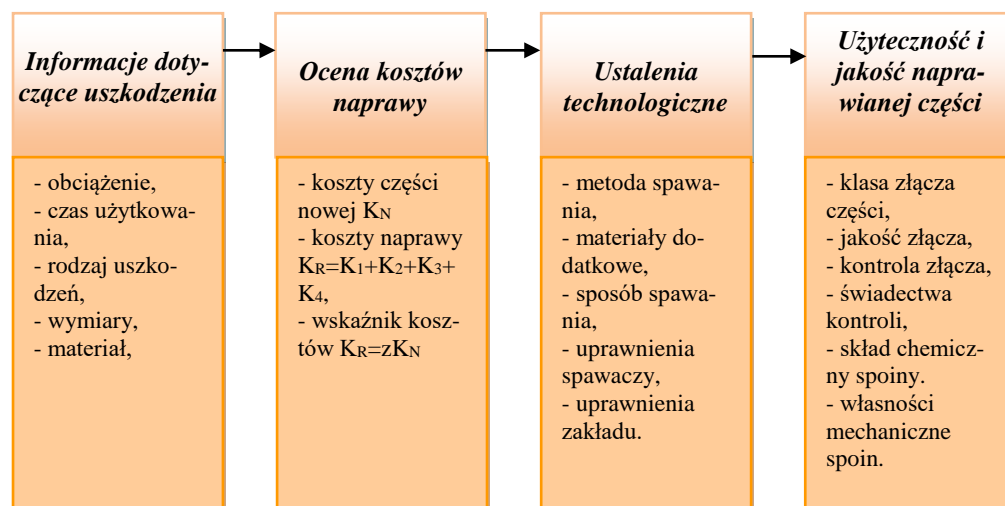 Informacje doty-
czące uszkodzenia
- obciążenie,
- czas użytkowa-
nia,
- rodzaj uszko-
dzeń,
- wymiary,
- materiał,
Ocena kosztów
naprawy
- koszty części
nowej KN
- koszty naprawy
KR=K1+K2+K3+
K4,
- wskaźnik kosz-
tów KR=zKN
Ustalenia
technologiczne
- metoda spawa-
nia,
- materiały do-
datkowe,
- sposób spawa-
nia,
- uprawnienia
spawaczy,
- uprawnienia
zakładu.
Użyteczność i
jakość napra-
wianej części
- klasa złącza
części,
- jakość złącza,
- kontrola złącza,
- świadectwa
kontroli,
- skład chemicz-
ny spoiny.
- własności
mechaniczne
spoin.